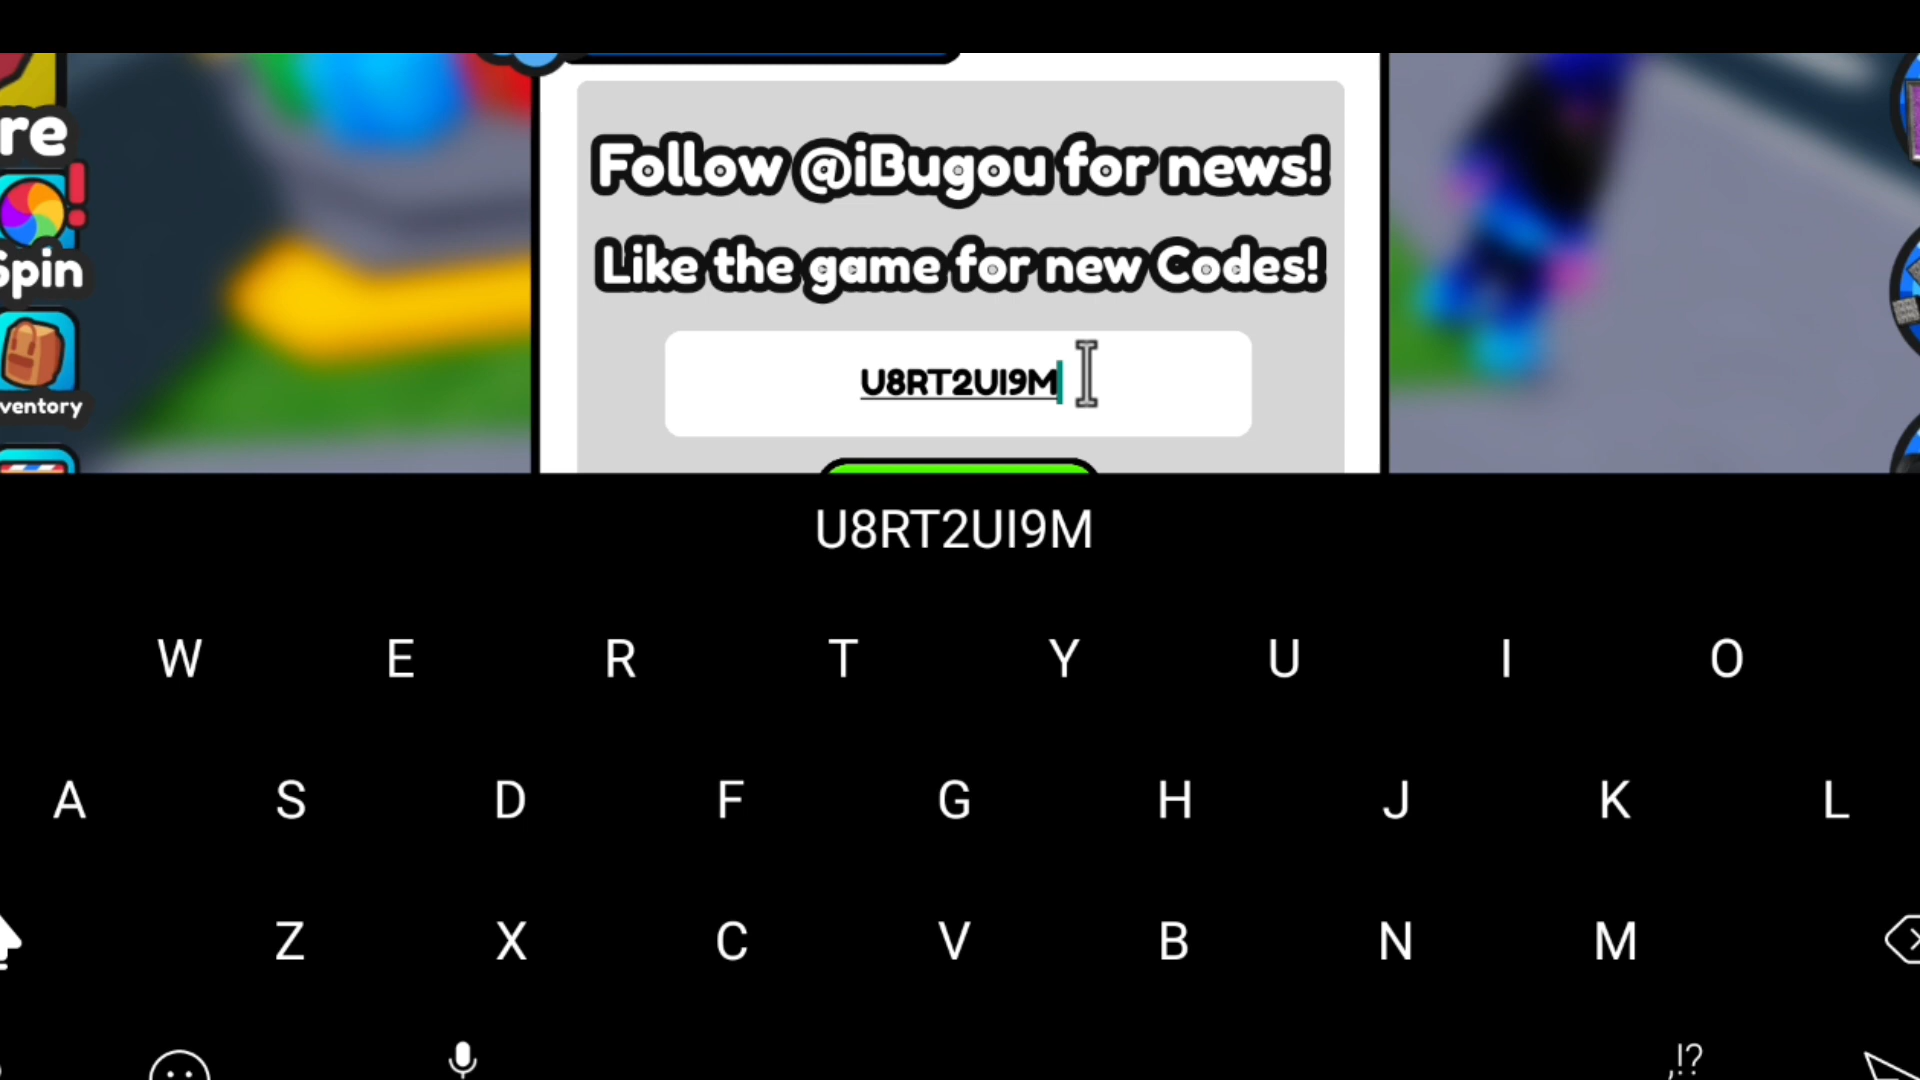 re
Spin
ventory
Follow @iBugou for news!
Like the game for new Codes!
U8RT2UI9M
U8RT2UI9M
W E R T Y U I O
A S D F G H J K L
Z X C V B N M
,!?